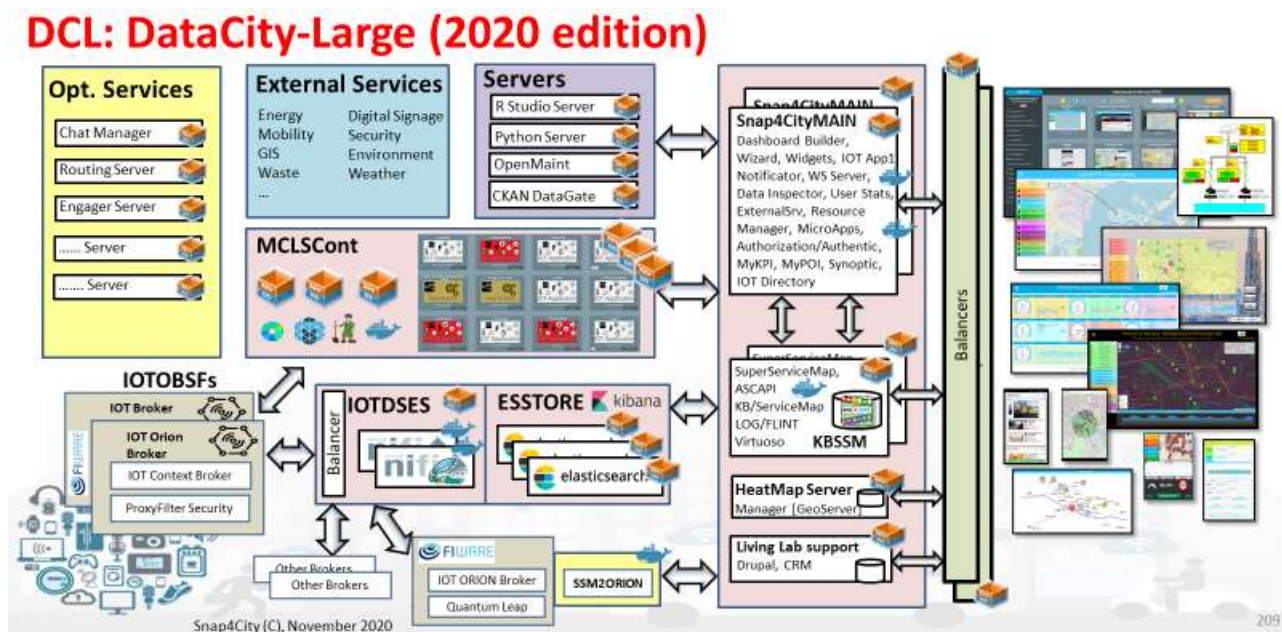 DCL: DataCity-Large (2020 edition)
Opt. Services
Chat Manager
Routing Server
Engager Server
...... Server
....... Server
External Services
Energy
Mobility
GIS
Waste
...
Digital Signage
Security
Environment
Weather
Servers
R Studio Server
Python Server
OpenMaint
CKAN DataGate
MCLSCont
Snap4CityMAIN
Snap4CityMAIN
Dashboard Builder,
Wizard, Widgets, IOT App1
Notificator, WS Server,
Data Inspector, User Stats,
ExternalSrv, Resource
Manager, MicroApps,
Authorization/Authentic,
MyKPI, MyPOI, Synoptic,
IOT Directory
SuperServiceMap
SuperServiceMap,
ASCAPI
KB/ServiceMap
LOG/FLINT
Virtuoso
KBSSM
HeatMap Server
Manager [GeoServer]
Living Lab support
Drupal, CRM
Balancers
IOTOBSFs
IOT Broker
IOT Orion
Broker
IOT Context Broker
ProxyFilter Security
FIWARE
Balancer
IOTDSES
nifi
ESSTORE
kibana
elasticsearch
Other Brokers
Other Brokers
FIWARE
IOT ORION Broker
Quantum Leap
SSM2ORION
Snap4City (C), November 2020
209